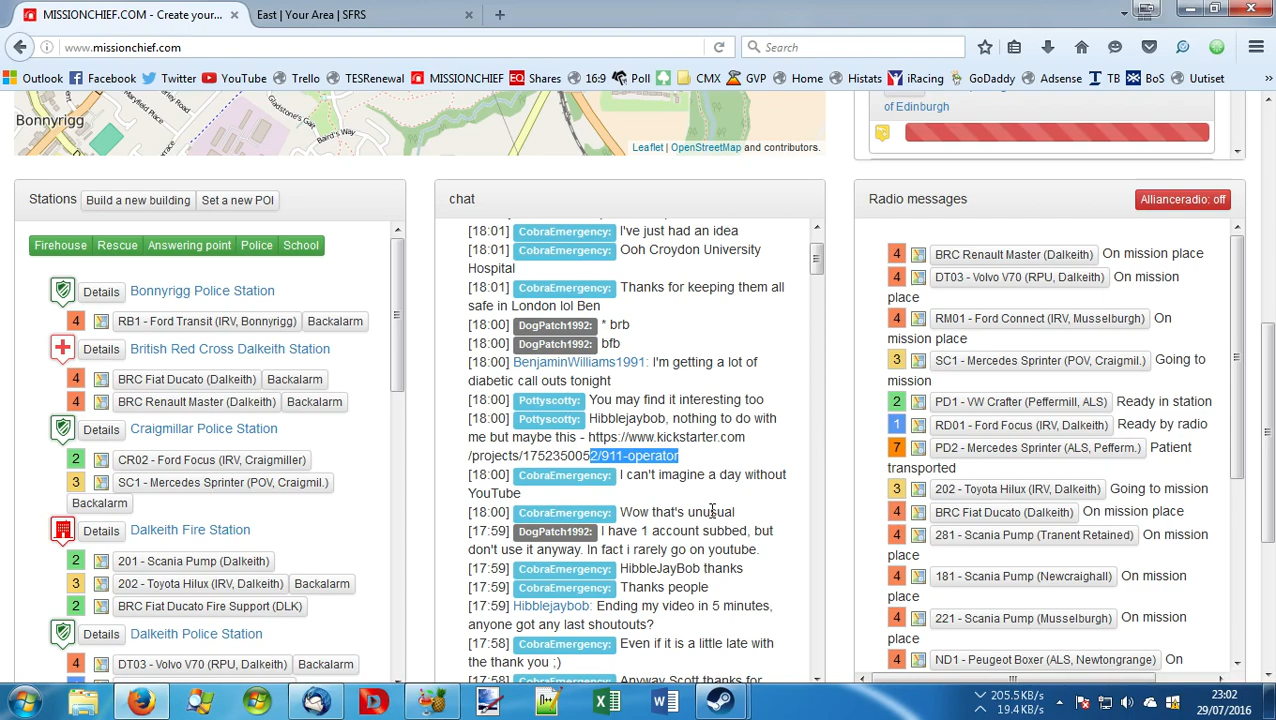 MISSIONCHIEF.COM - Create your...
East | Your Area | SFRS
www.missionchief.com
Search
Outlook Facebook Twitter YouTube Trello TESRenewal MISSIONCHIEF Shares 16:9 Poll CMX GVP Home Histats iRacing GoDaddy Adsense TB BoS Uutiset
Bonnyrigg
Leaflet | OpenStreetMap and contributors.
of Edinburgh
Stations Build a new building Set a new POI
Firehouse Rescue Answering point Police School
Details Bonnyrigg Police Station
4 RB1 - Ford Transit (IRV, Bonnyrigg) Backalarm
Details British Red Cross Dalkeith Station
4 BRC Fiat Ducato (Dalkeith) Backalarm
4 BRC Renault Master (Dalkeith) Backalarm
Details Craigmillar Police Station
2 CR02 - Ford Focus (IRV, Craigmiller)
3 SC1 - Mercedes Sprinter (POV, Craigmil.)
Backalarm
Details Dalkeith Fire Station
2 201 - Scania Pump (Dalkeith)
3 202 - Toyota Hilux (IRV, Dalkeith) Backalarm
2 BRC Fiat Ducato Fire Support (DLK)
Details Dalkeith Police Station
4 DT03 - Volvo V70 (RPU, Dalkeith) Backalarm
chat
[18:01] CobraEmergency: I've just had an idea
[18:01] CobraEmergency: Ooh Croydon University
Hospital
[18:01] CobraEmergency: Thanks for keeping them all
safe in London lol Ben
[18:00] DogPatch1992: * brb
[18:00] DogPatch1992: bfb
[18:00] BenjaminWilliams1991: I'm getting a lot of
diabetic call outs tonight
[18:00] Pottyscotty: You may find it interesting too
[18:00] Pottyscotty: Hibblejaybob, nothing to do with
me but maybe this - https://www.kickstarter.com
/projects/1752350052/911-operator
[18:00] CobraEmergency: I can't imagine a day without
YouTube
[18:00] CobraEmergency: Wow that's unusual
[17:59] DogPatch1992: I have 1 account subbed, but
don't use it anyway. In fact i rarely go on youtube.
[17:59] CobraEmergency: HibbleJayBob thanks
[17:59] CobraEmergency: Thanks people
[17:59] Hibblejaybob: Ending my video in 5 minutes,
anyone got any last shoutouts?
[17:58] CobraEmergency: Even if it is a little late with
the thank you ;)
[17:58] CobraEmergency: Anyway Scott thanks for
Radio messages Allianceradio: off
4 BRC Renault Master (Dalkeith) On mission place
4 DT03 - Volvo V70 (RPU, Dalkeith) On mission
place
4 RM01 - Ford Connect (IRV, Musselburgh) On
mission place
3 SC1 - Mercedes Sprinter (POV, Craigmil.) Going to
mission
2 PD1 - VW Crafter (Peffermill, ALS) Ready in station
1 RD01 - Ford Focus (IRV, Dalkeith) Ready by radio
7 PD2 - Mercedes Sprinter (ALS, Pefferm.) Patient
transported
3 202 - Toyota Hilux (IRV, Dalkeith) Going to mission
4 BRC Fiat Ducato (Dalkeith) On mission place
4 281 - Scania Pump (Tranent Retained) On mission
place
4 181 - Scania Pump (Newcraighall) On mission
place
4 221 - Scania Pump (Musselburgh) On mission
place
4 ND1 - Peugeot Boxer (ALS, Newtongrange) On
205.5 KB/s
19.4 KB/s
23:02
29/07/2016